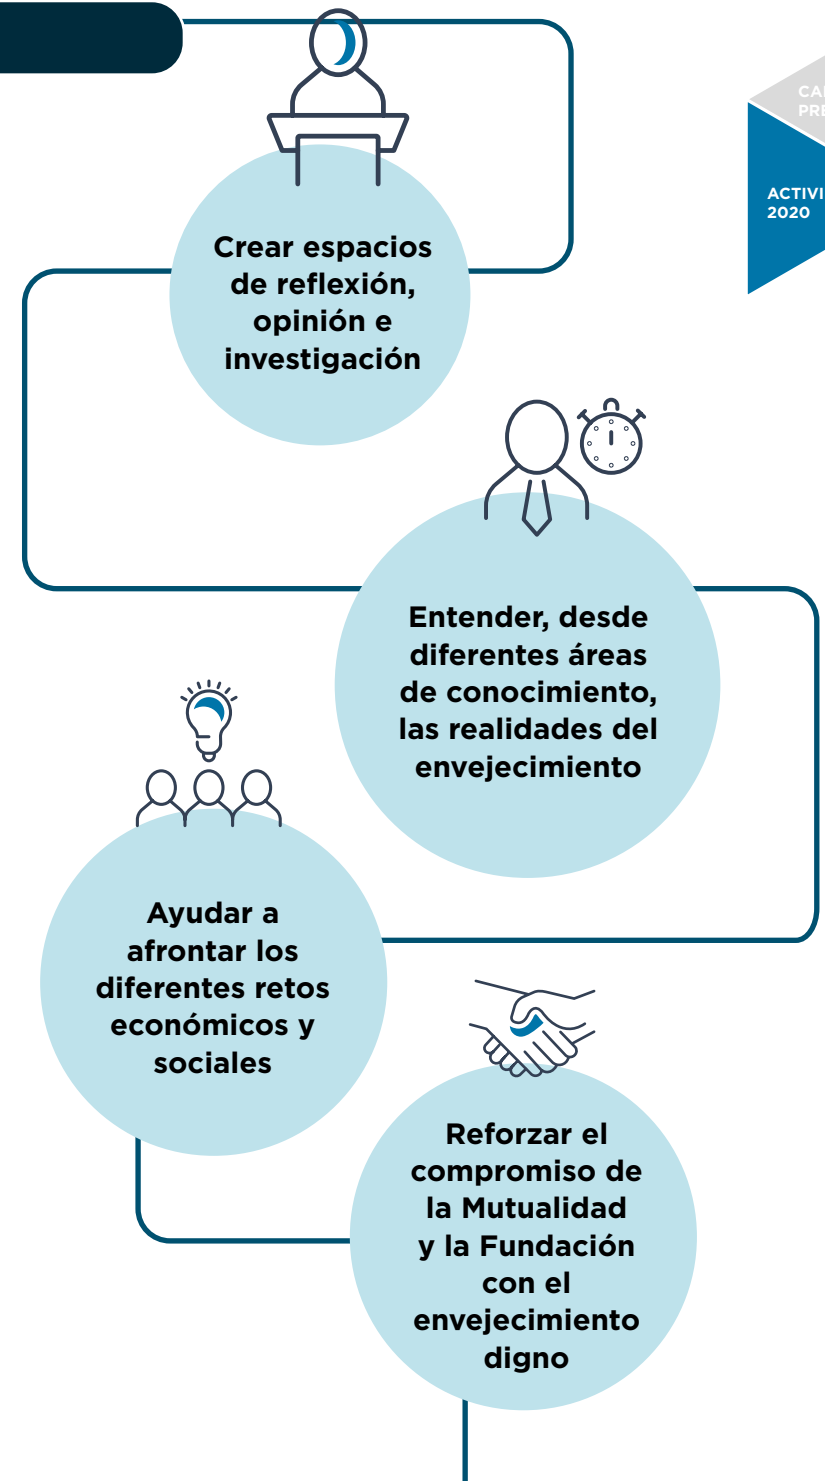 2020
Crear espacios
de reflexión,
opinión e
investigación
Entender, desde
diferentes áreas
de conocimiento,
las realidades del
envejecimiento
Ayudar a
afrontar los
diferentes retos
económicos y
sociales
Reforzar el
compromiso de
la Mutualidad
y la Fundación
con el
envejecimiento
digno